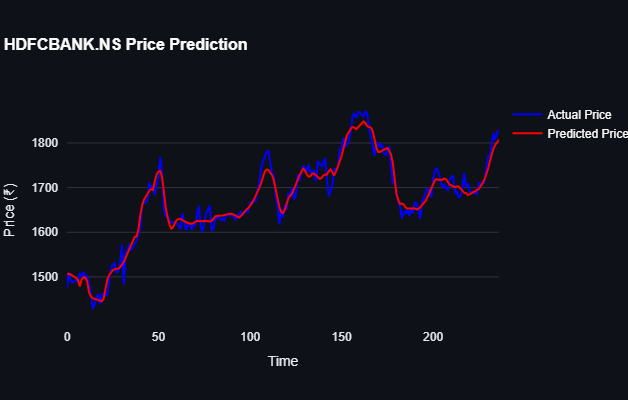 HDFCBANK.NS Price Prediction
Actual Price
Predicted Price
1800
1700
1600
1500
Price (₹)
0 50 100 150 200
Time